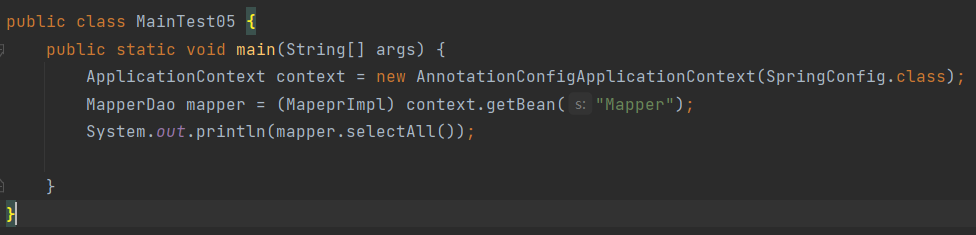 public class MainTest05 {
    public static void main(String[] args) {
        ApplicationContext context = new AnnotationConfigApplicationContext(SpringConfig.class);
        MapperDao mapper = (MapeprImpl) context.getBean( s: "Mapper");
        System.out.println(mapper.selectAll());
    }
}